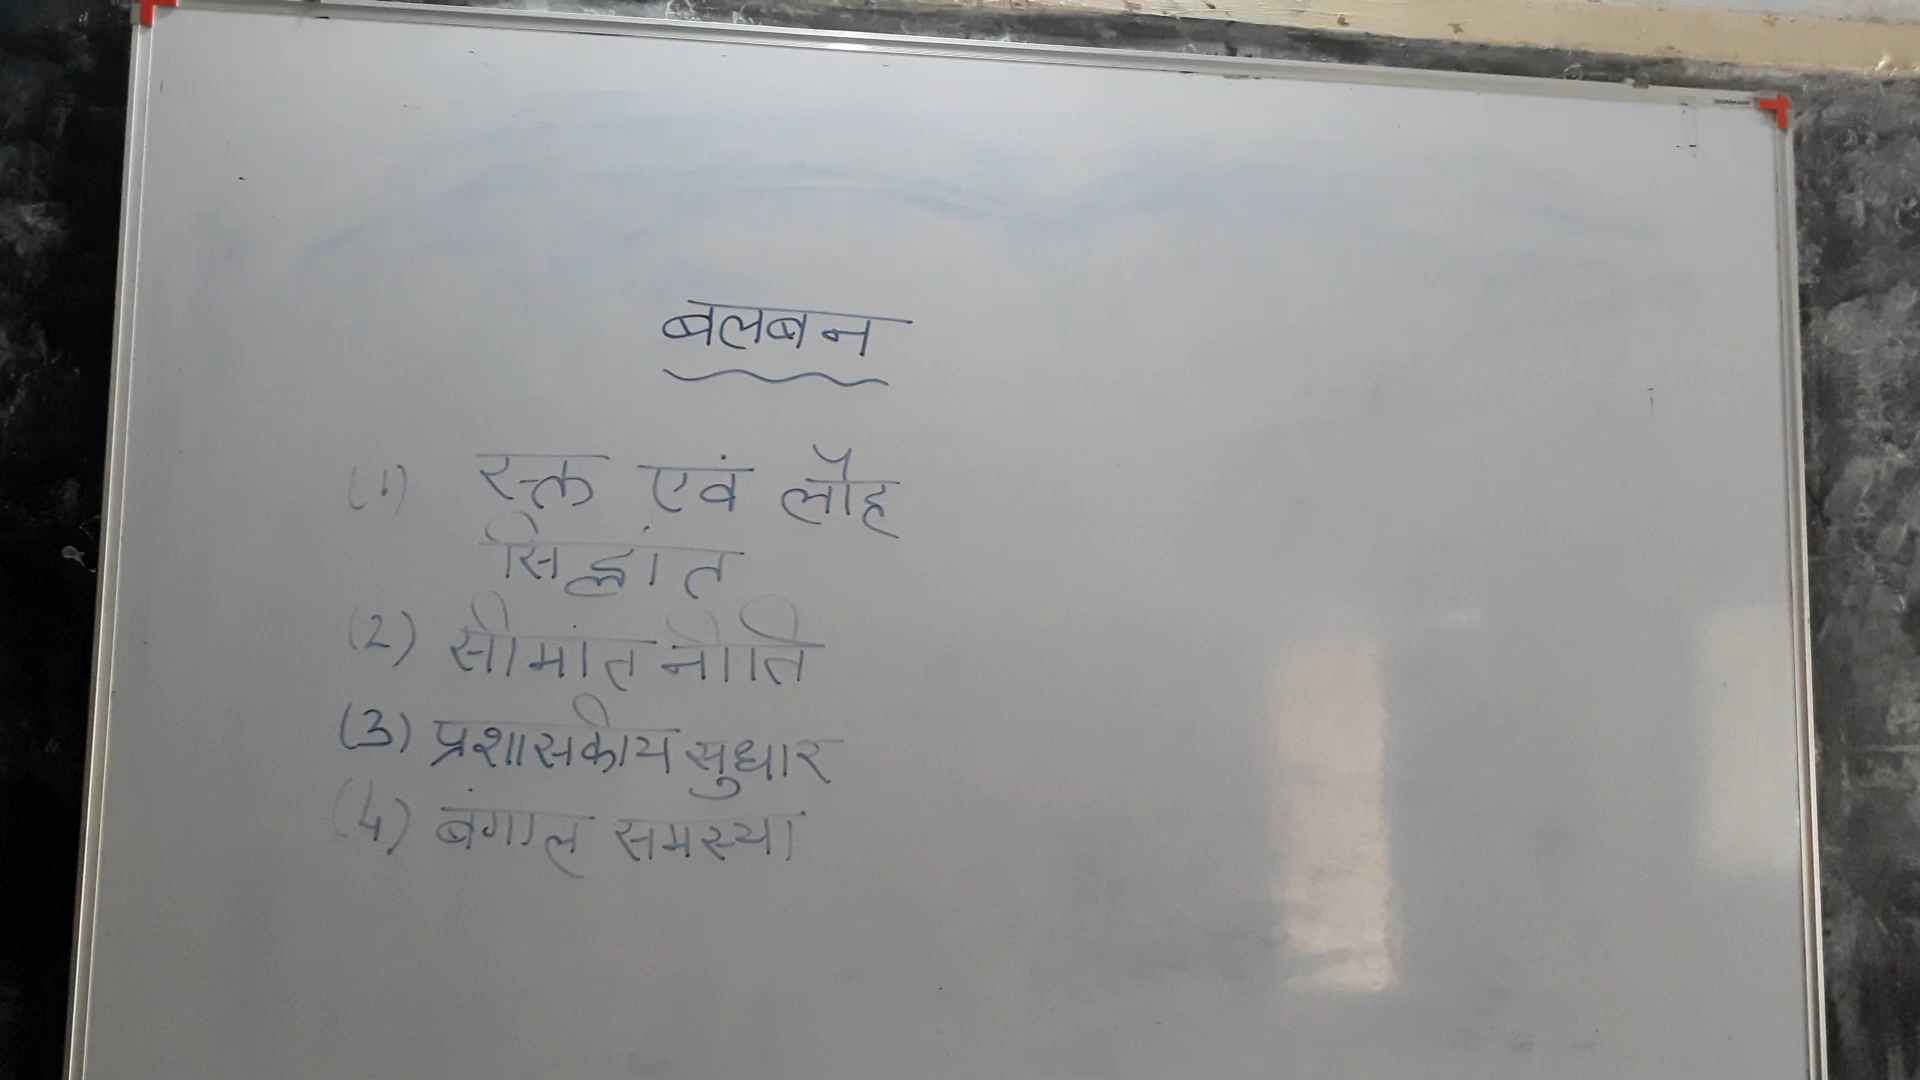 बलबन
(1) रक्त एवं लौह
सिद्धांत
(2) सीमांत नीति
(3) प्रशासकीय सुधार
(4) बंगाल समस्या